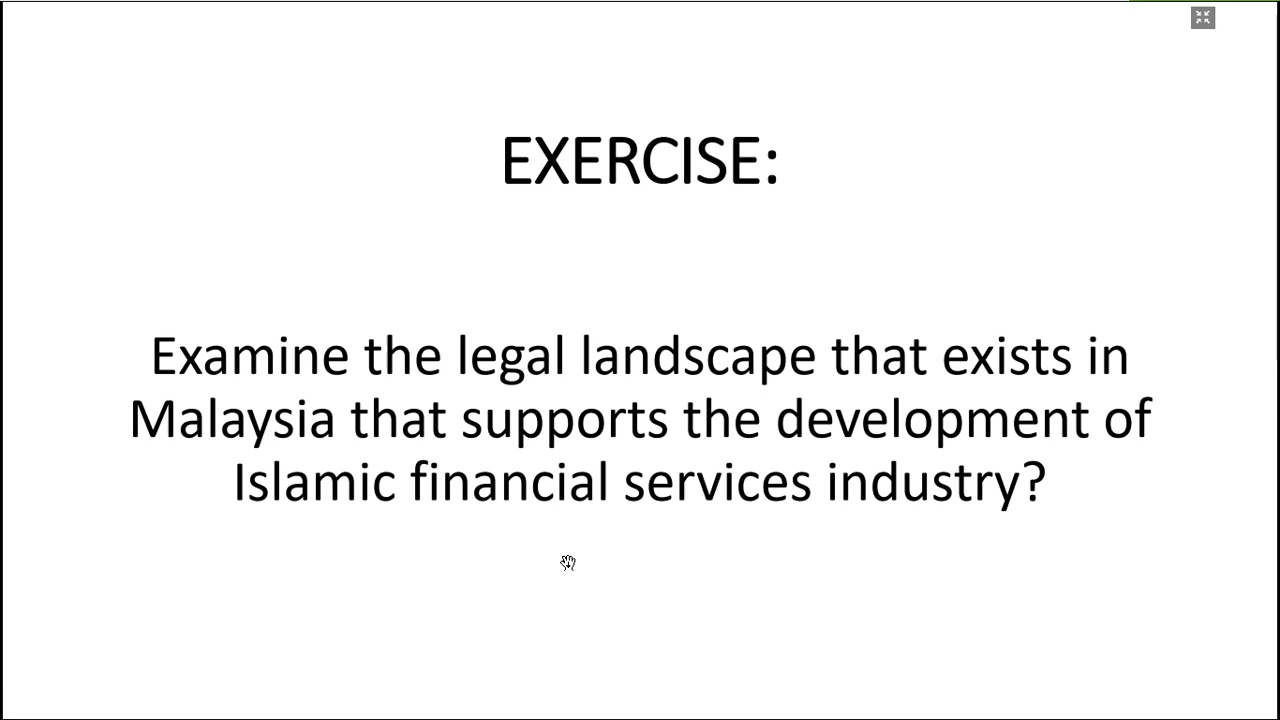 EXERCISE:
Examine the legal landscape that exists in
Malaysia that supports the development of
Islamic financial services industry?